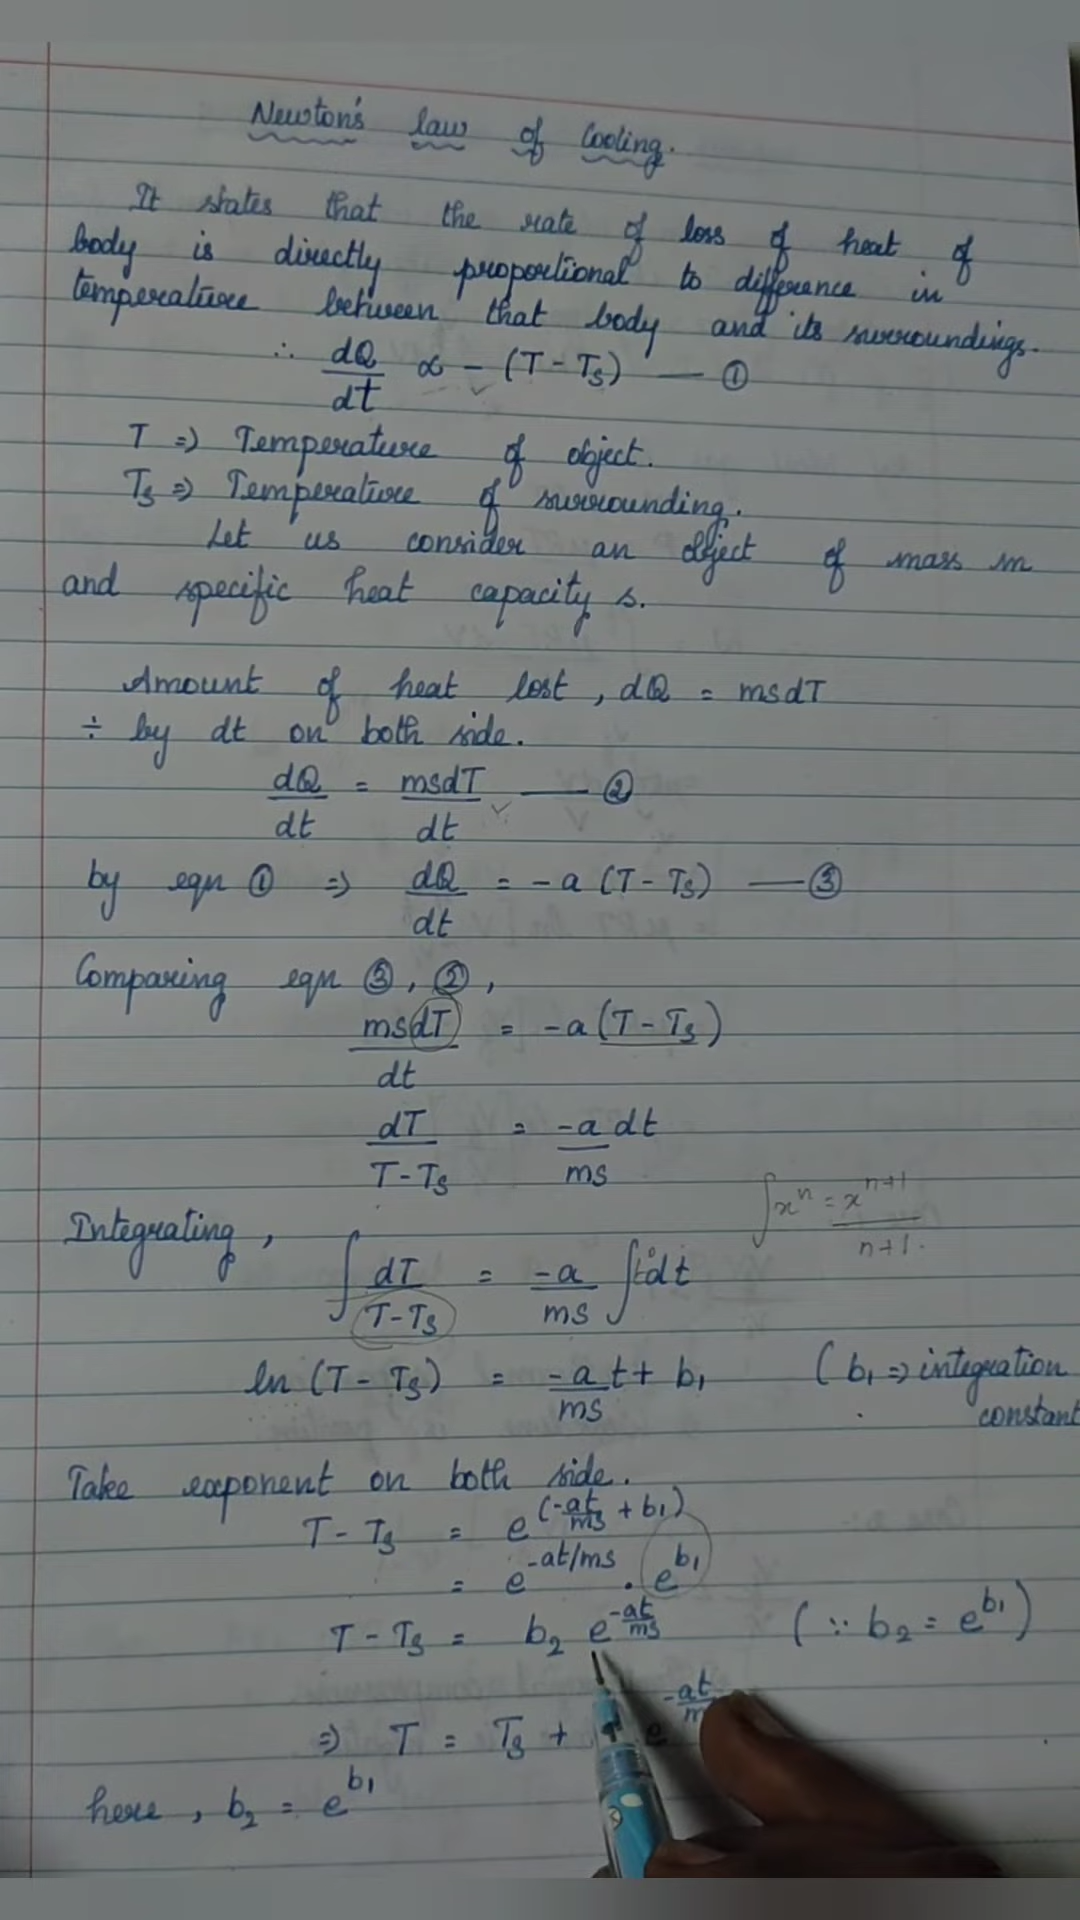 Newton's law of Cooling.
It states that the rate of loss of heat of
body is directly proportional to difference in
temperature between that body and its surroundings.
∴ dQ/dt ∝ - (T - Ts) — ①
T => Temperature of object.
Ts => Temperature of surrounding.
Let us consider an object of mass m
and specific heat capacity s.
Amount of heat lost, dQ = msdT
÷ by dt on both side.
dQ/dt = msdT/dt — ②
by eqn ① => dQ/dt = -a (T - Ts) — ③
Comparing eqn ③, ②,
msdT/dt = -a (T - Ts)
dT/(T - Ts) = -a/ms dt
∫xⁿ = xⁿ⁺¹/n+1.
Integrating,
∫ dT/(T - Ts) = -a/ms ∫t⁰dt
ln (T - Ts) = -a/ms t + b₁ (b₁ => integration
constant
Take exponent on both side.
T - Ts = e^(-at/ms + b₁)
= e^-at/ms . e^b₁
T - Ts = b₂ e^-at/ms (∵ b₂ = e^b₁)
=> T = Ts + e^-at/m
here, b₂ = e^b₁